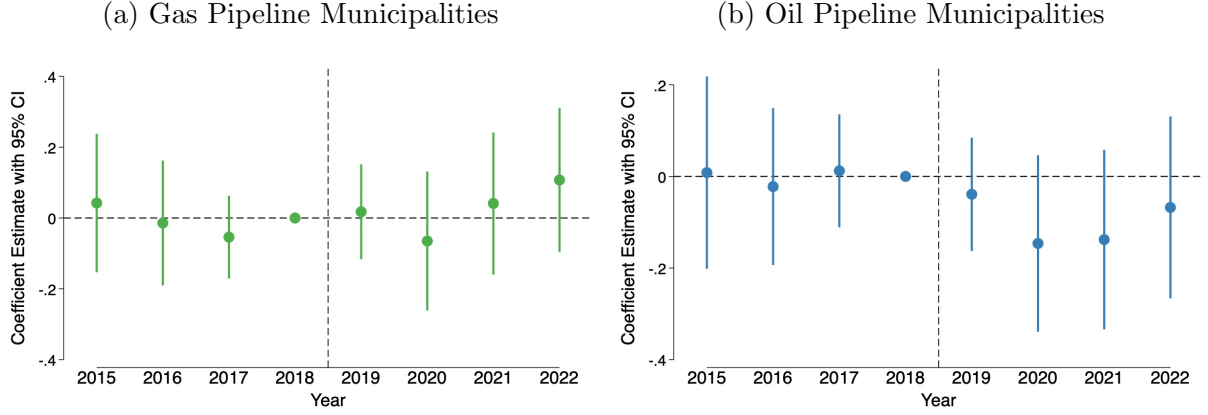 (a) Gas Pipeline Municipalities
Coefficient Estimate with 95% CI
.4
.2
0
-.2
-.4
2015 2016 2017 2018 2019 2020 2021 2022
Year
(b) Oil Pipeline Municipalities
Coefficient Estimate with 95% CI
.2
0
-.2
-.4
2015 2016 2017 2018 2019 2020 2021 2022
Year